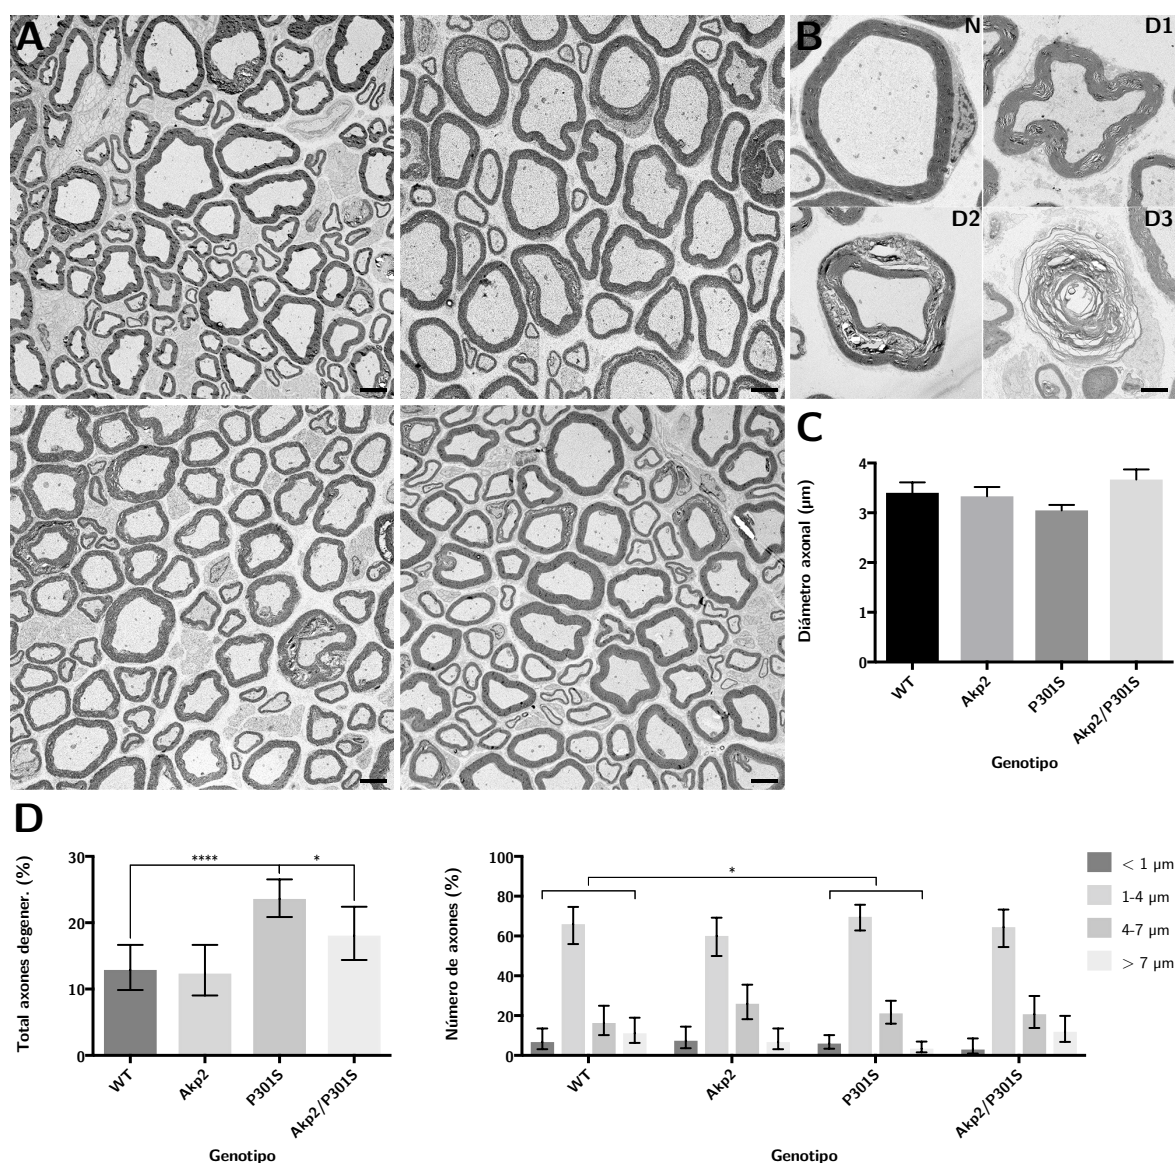 A
B
N
D1
D2
D3
C
Diámetro axonal (µm)
4
3
2
1
0
WT
Akp2
P301S
Akp2/P301S
Genotipo
D
Total axones degener. (%)
30
20
10
0
****
*
WT
Akp2
P301S
Akp2/P301S
Genotipo
Número de axones (%)
100
80
60
40
20
0
*
WT
Akp2
P301S
Akp2/P301S
Genotipo
< 1 µm
1-4 µm
4-7 µm
> 7 µm